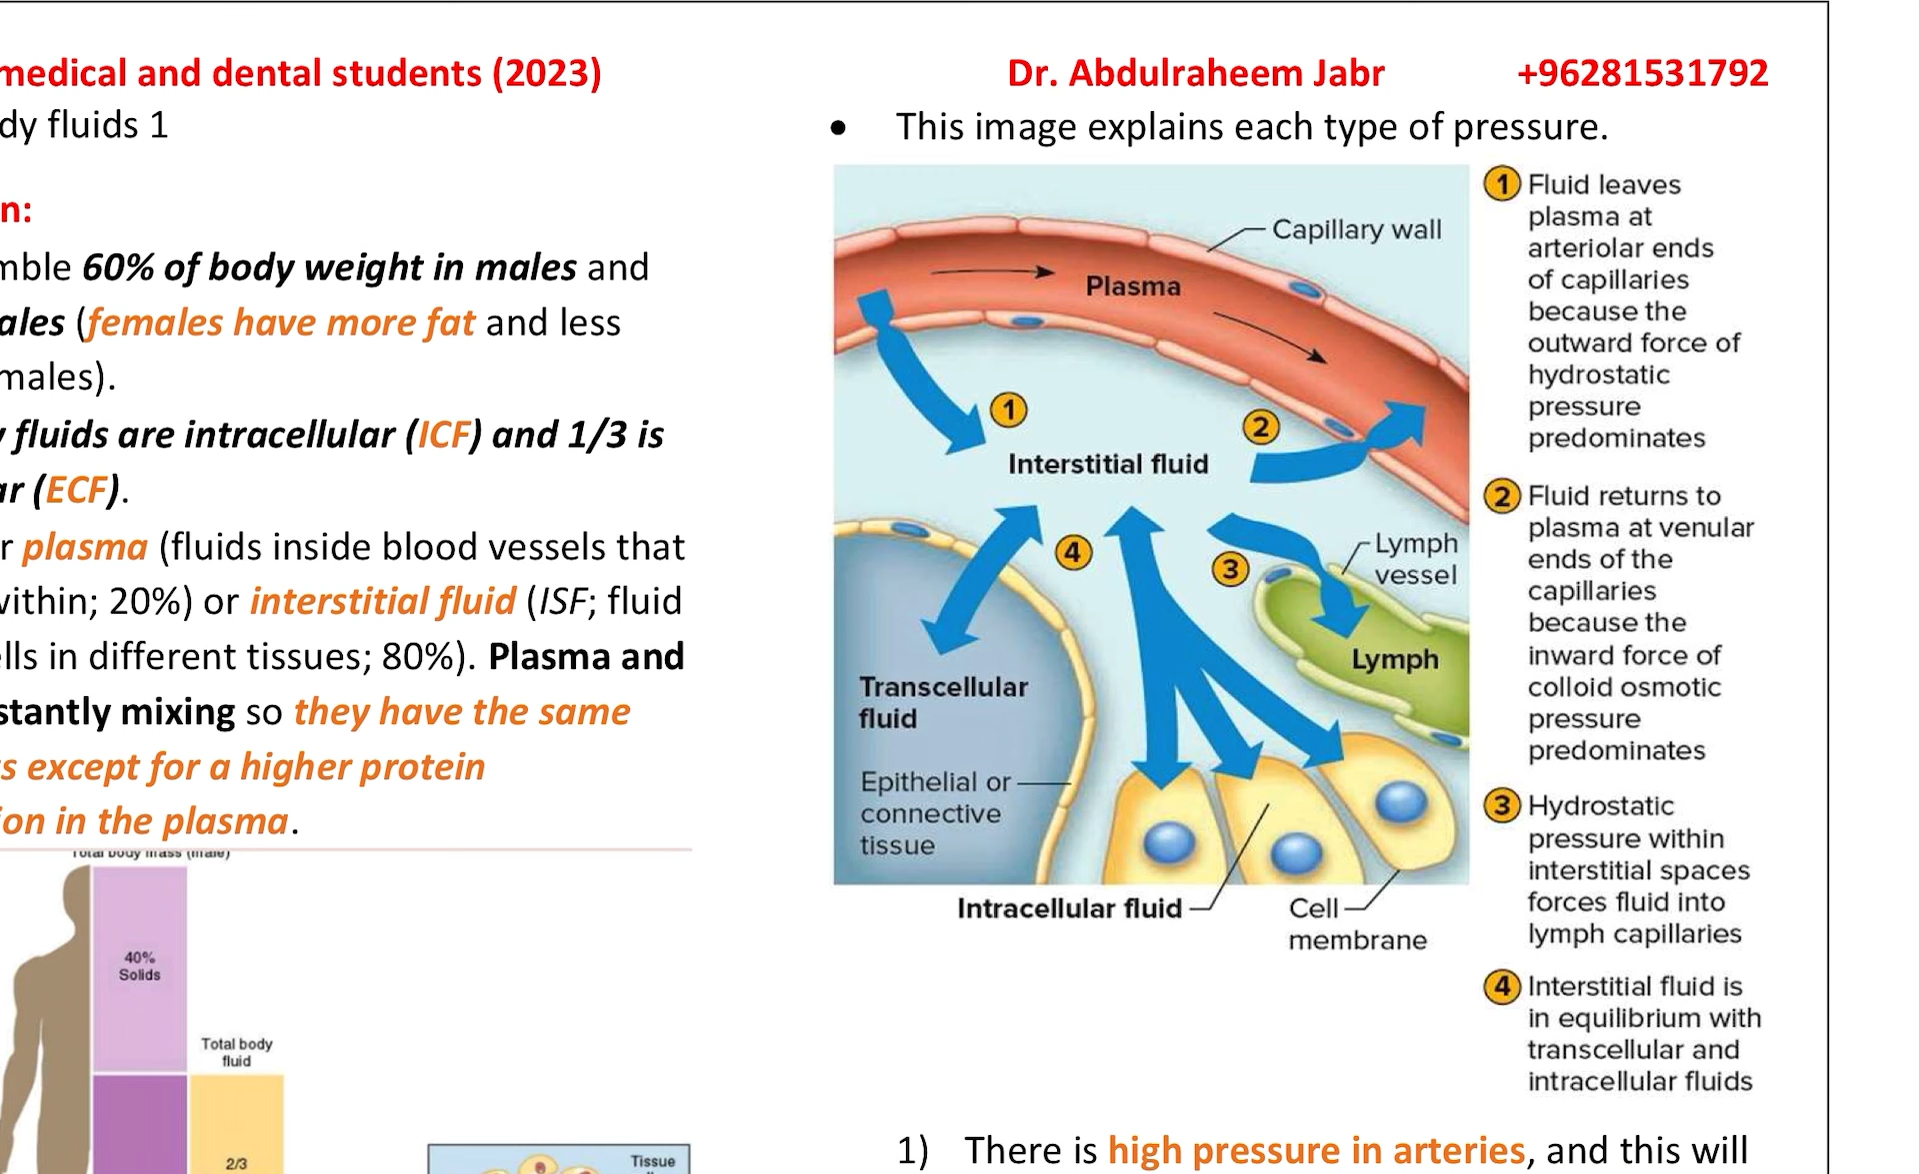 medical and dental students (2023)
dy fluids 1
n:
mble 60% of body weight in males and
ales (females have more fat and less
males).
fluids are intracellular (ICF) and 1/3 is
ar (ECF).
r plasma (fluids inside blood vessels that
within; 20%) or interstitial fluid (ISF; fluid
lls in different tissues; 80%). Plasma and
stantly mixing so they have the same
s except for a higher protein
ion in the plasma.
Total body mass (male)
40%
Solids
Total body
fluid
2/3
Tissue
Dr. Abdulraheem Jabr +96281531792
• This image explains each type of pressure.
Capillary wall
Plasma
1
2
Interstitial fluid
4
3
Lymph
vessel
Lymph
Transcellular
fluid
Epithelial or
connective
tissue
Intracellular fluid
Cell
membrane
1 Fluid leaves
plasma at
arteriolar ends
of capillaries
because the
outward force of
hydrostatic
pressure
predominates
2 Fluid returns to
plasma at venular
ends of the
capillaries
because the
inward force of
colloid osmotic
pressure
predominates
3 Hydrostatic
pressure within
interstitial spaces
forces fluid into
lymph capillaries
4 Interstitial fluid is
in equilibrium with
transcellular and
intracellular fluids
1) There is high pressure in arteries, and this will